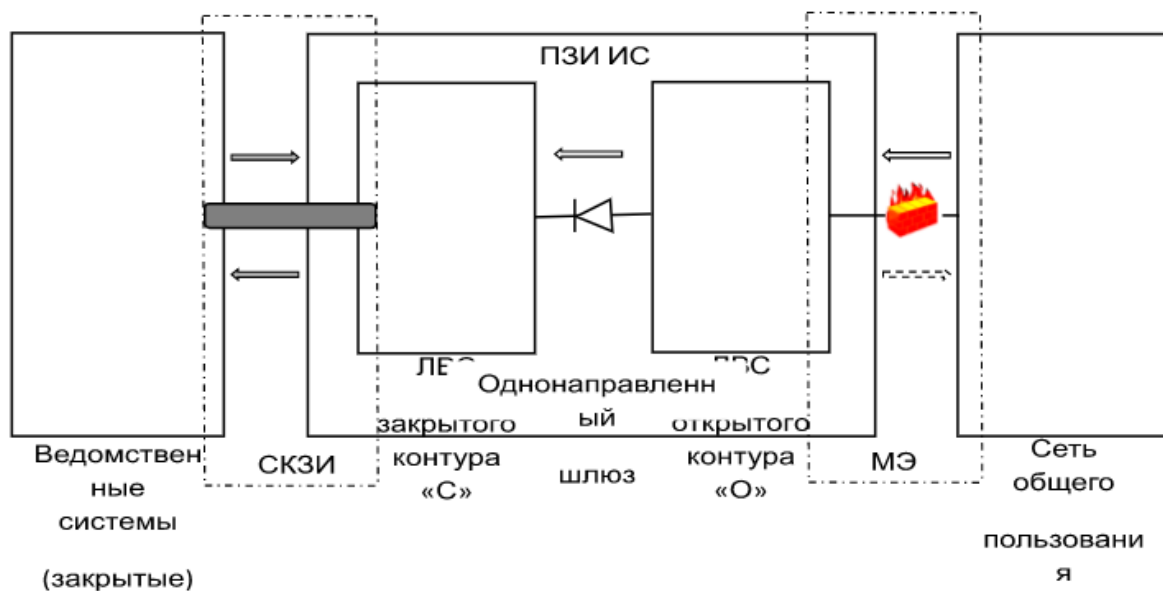 ПЗИ ИС
Ведомствен
ные
системы
(закрытые)
СКЗИ
закрытого
контура
«С»
Однонаправленн
ый
шлюз
открытого
контура
«О»
МЭ
Сеть
общего
пользовани
я